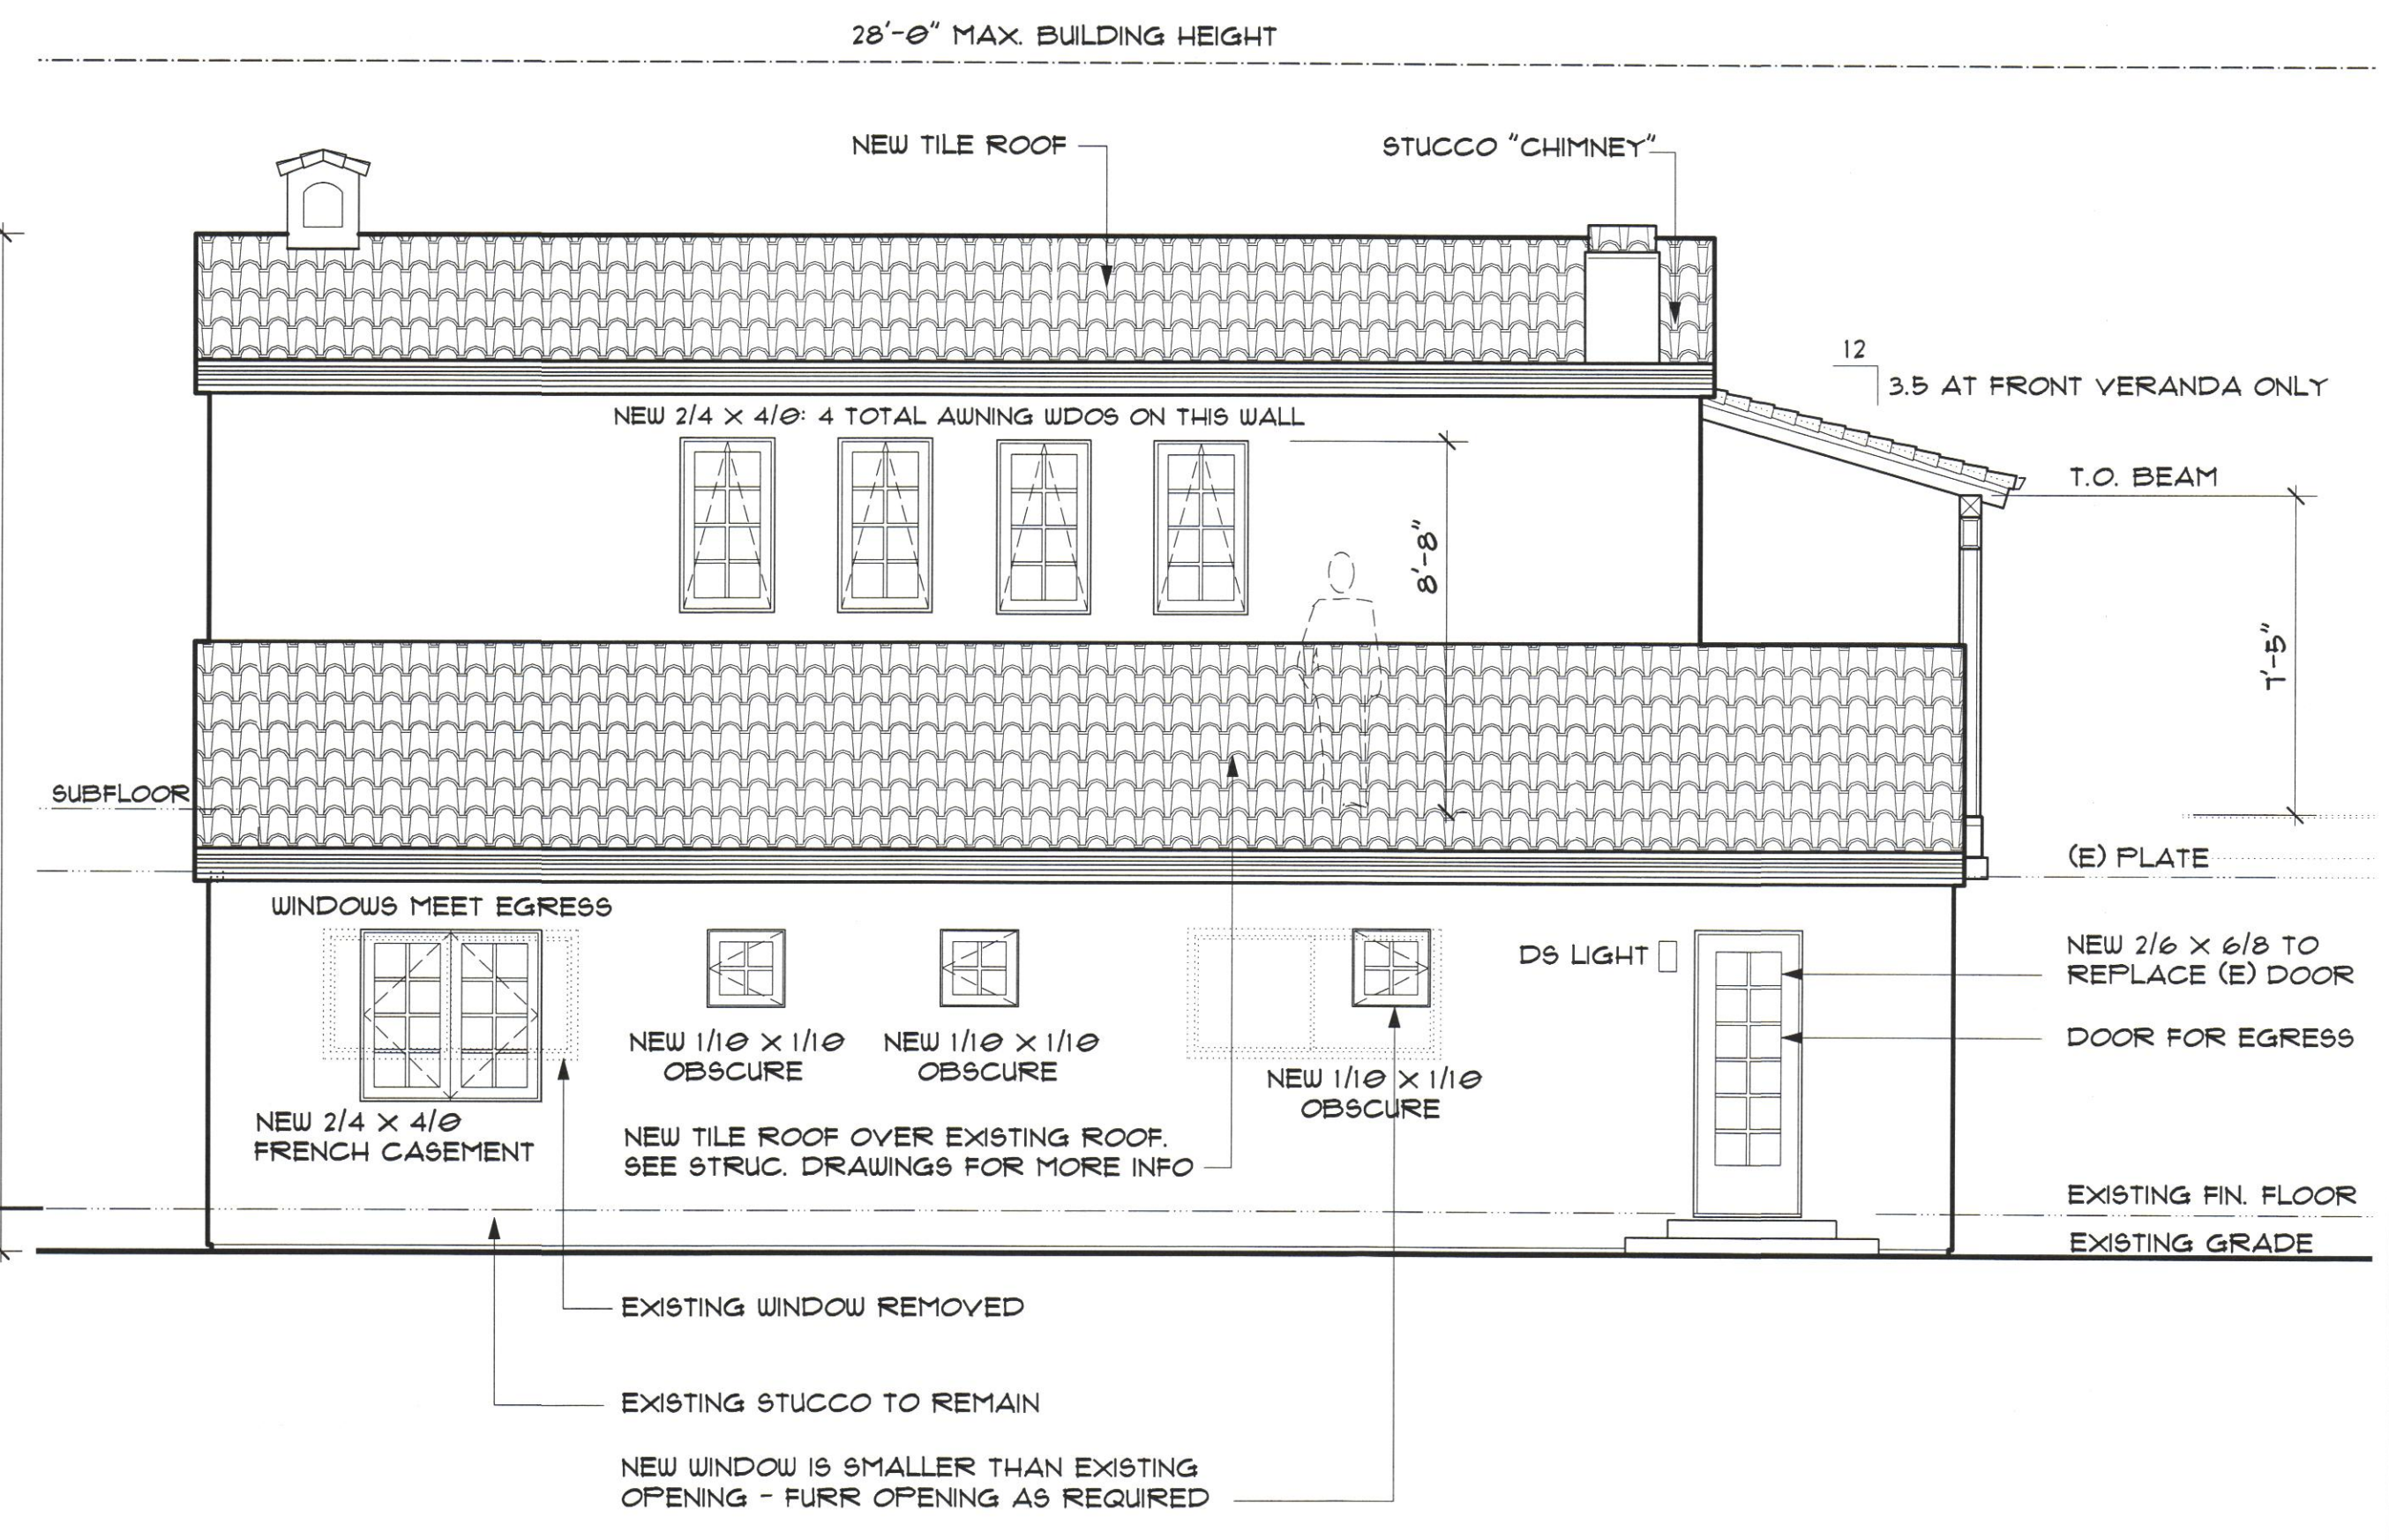 28'-0" MAX. BUILDING HEIGHT
NEW TILE ROOF
STUCCO "CHIMNEY"
12
3.5 AT FRONT VERANDA ONLY
NEW 2/4 X 4/0: 4 TOTAL AWNING WDOS ON THIS WALL
T.O. BEAM
8'-8"
7'-5"
SUBFLOOR
(E) PLATE
WINDOWS MEET EGRESS
DS LIGHT
NEW 2/6 X 6/8 TO
REPLACE (E) DOOR
DOOR FOR EGRESS
NEW 1/10 X 1/10
OBSCURE
NEW 1/10 X 1/10
OBSCURE
NEW 1/10 X 1/10
OBSCURE
NEW 2/4 X 4/0
FRENCH CASEMENT
NEW TILE ROOF OVER EXISTING ROOF.
SEE STRUC. DRAWINGS FOR MORE INFO
EXISTING FIN. FLOOR
EXISTING GRADE
EXISTING WINDOW REMOVED
EXISTING STUCCO TO REMAIN
NEW WINDOW IS SMALLER THAN EXISTING
OPENING - FURR OPENING AS REQUIRED